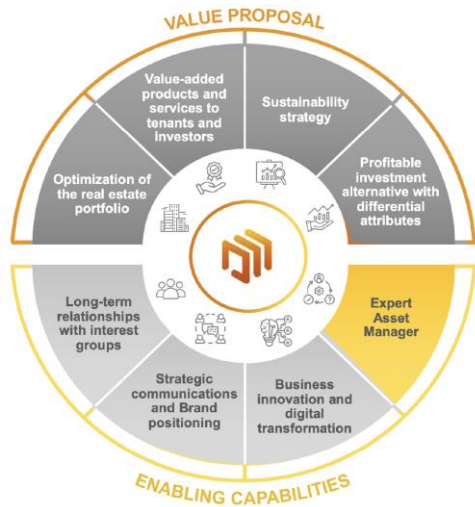 VALUE PROPOSAL
Value-added
products and
services to
tenants and
investors
Sustainability
strategy
Optimization of
the real estate
portfolio
Profitable
investment
alternative with
differential
attributes
Long-term
relationships
with interest
groups
Expert
Asset
Manager
Strategic
communications
and Brand
positioning
Business
innovation and
digital
transformation
ENABLING CAPABILITIES